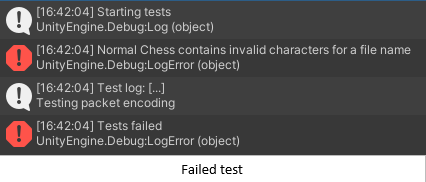 [16:42:04] Starting tests
UnityEngine.Debug:Log (object)
[16:42:04] Normal Chess contains invalid characters for a file name
UnityEngine.Debug:LogError (object)
[16:42:04] Test log: [...]
Testing packet encoding
[16:42:04] Tests failed
UnityEngine.Debug:LogError (object)
Failed test